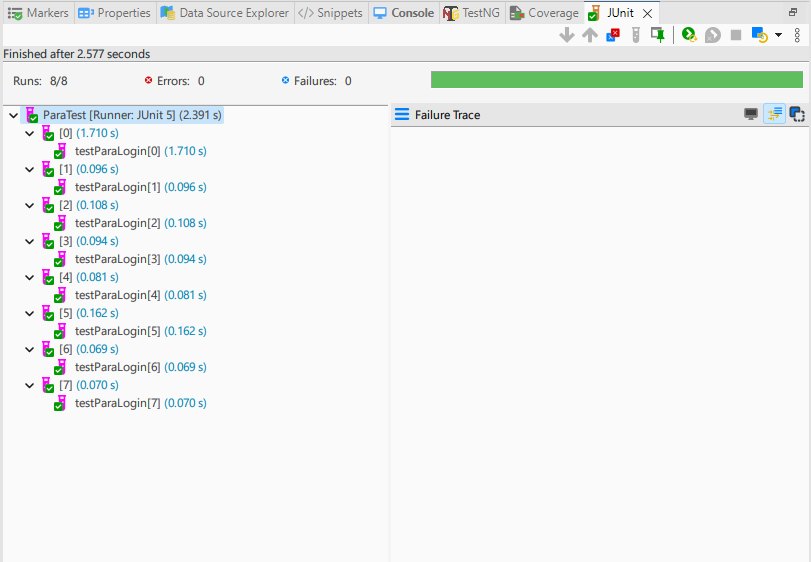 Markers Properties Data Source Explorer Snippets Console TestNG Coverage JUnit
Finished after 2.577 seconds
Runs: 8/8 Errors: 0 Failures: 0
ParaTest [Runner: JUnit 5] (2.391 s)
[0] (1.710 s)
testParaLogin[0] (1.710 s)
[1] (0.096 s)
testParaLogin[1] (0.096 s)
[2] (0.108 s)
testParaLogin[2] (0.108 s)
[3] (0.094 s)
testParaLogin[3] (0.094 s)
[4] (0.081 s)
testParaLogin[4] (0.081 s)
[5] (0.162 s)
testParaLogin[5] (0.162 s)
[6] (0.069 s)
testParaLogin[6] (0.069 s)
[7] (0.070 s)
testParaLogin[7] (0.070 s)
Failure Trace